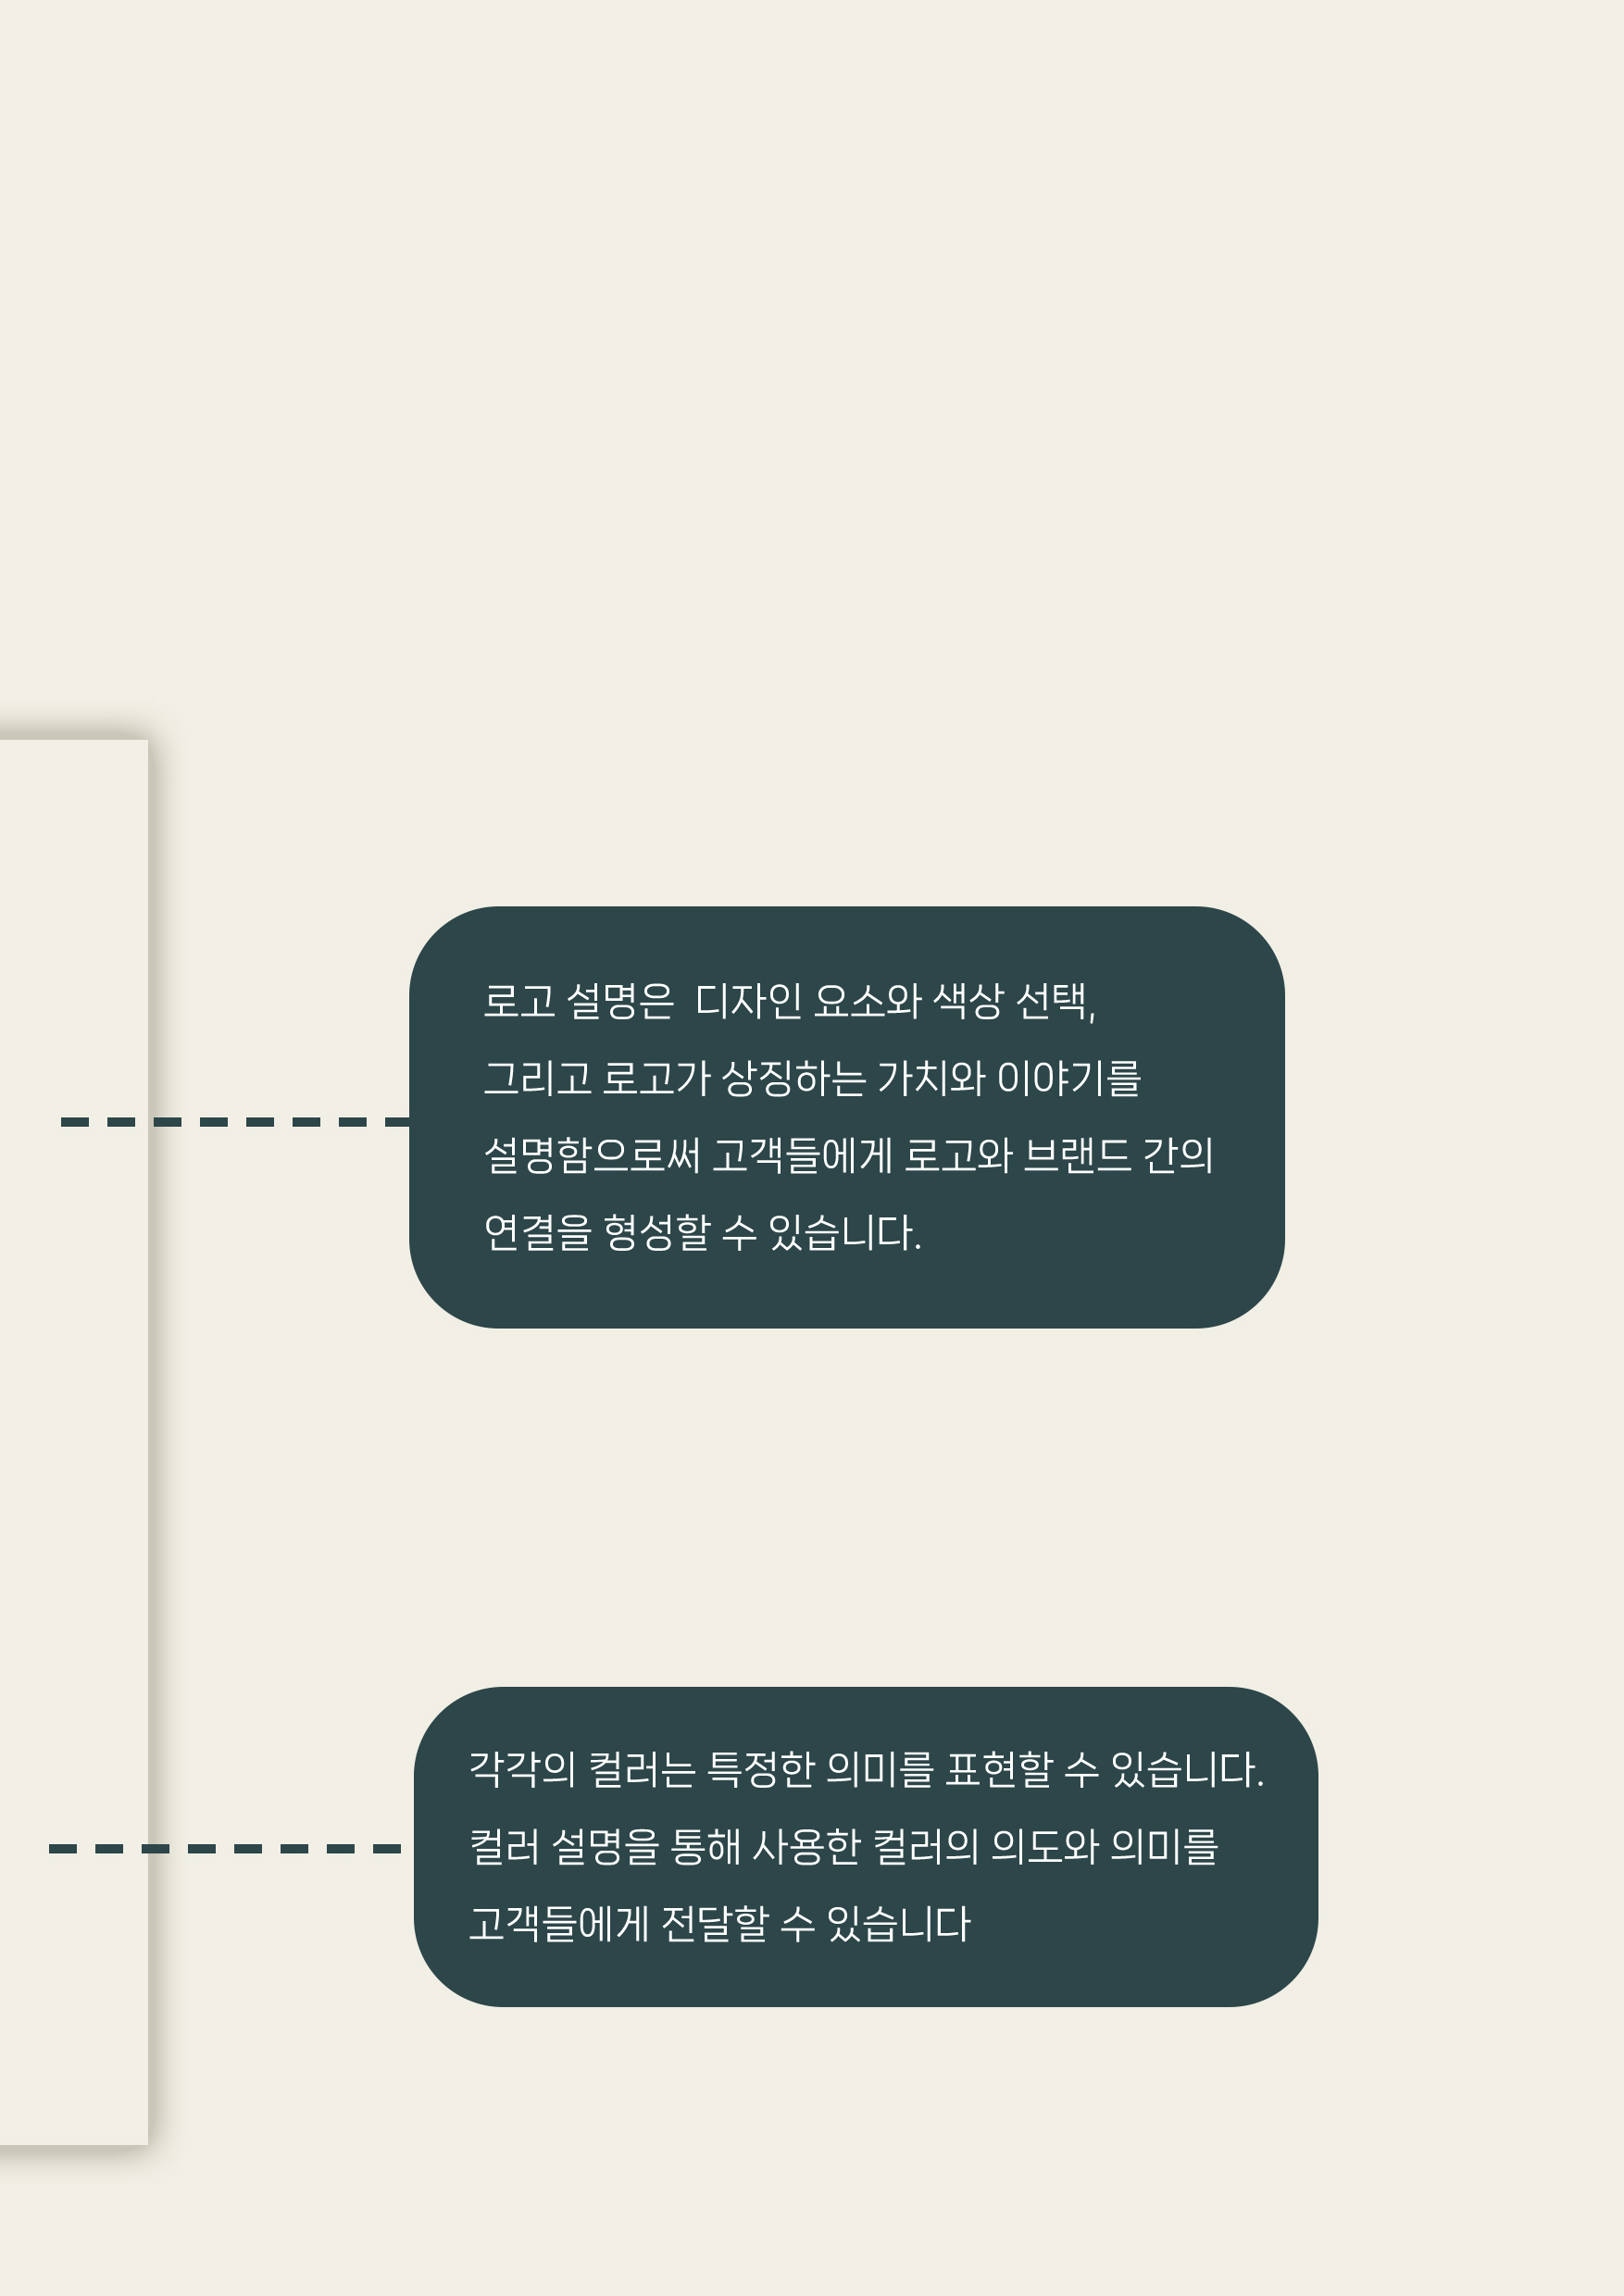 로고 설명은  디자인 요소와 색상 선택,
그리고 로고가 상징하는 가치와 이야기를
설명함으로써 고객들에게 로고와 브랜드 간의
연결을 형성할 수 있습니다.
각각의 컬러는 특정한 의미를 표현할 수 있습니다.
컬러 설명을 통해 사용한 컬러의 의도와 의미를
고객들에게 전달할 수 있습니다